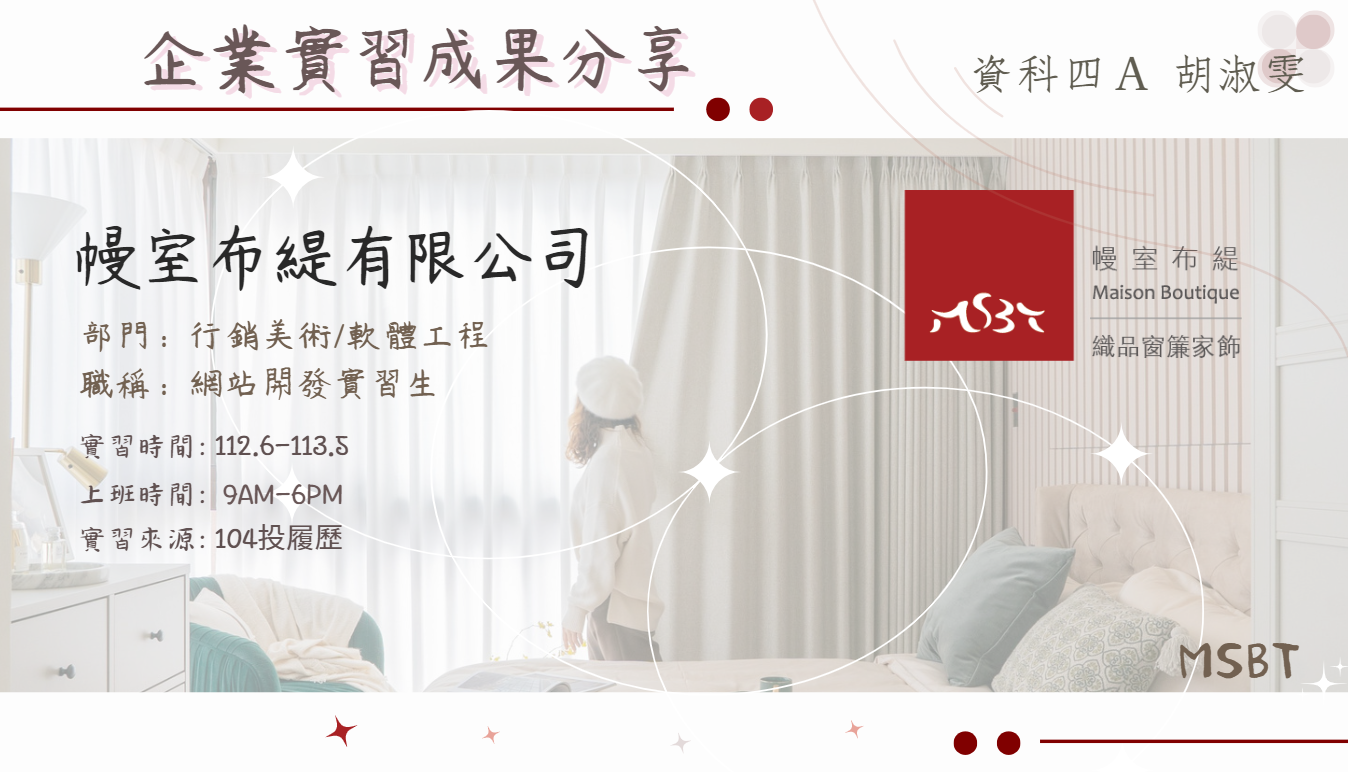 企業實習成果分享
資科四A 胡淑雯
幔室布緹有限公司
部門：行銷美術/軟體工程
職稱：網站開發實習生
實習時間：112.6-113.5
上班時間： 9AM-6PM
實習來源：104投履歷
MSBT
幔室布緹
Maison Boutique
織品窗簾家飾
MSBT